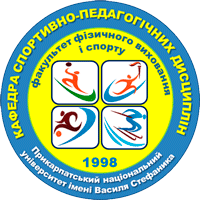 КАФЕДРА СПОРТИВНО-ПЕДАГОГІЧНИХ ДИСЦИПЛІН
факультет фізичного виховання
і спорту
1998
Прикарпатський національний
університет імені Василя Стефаника